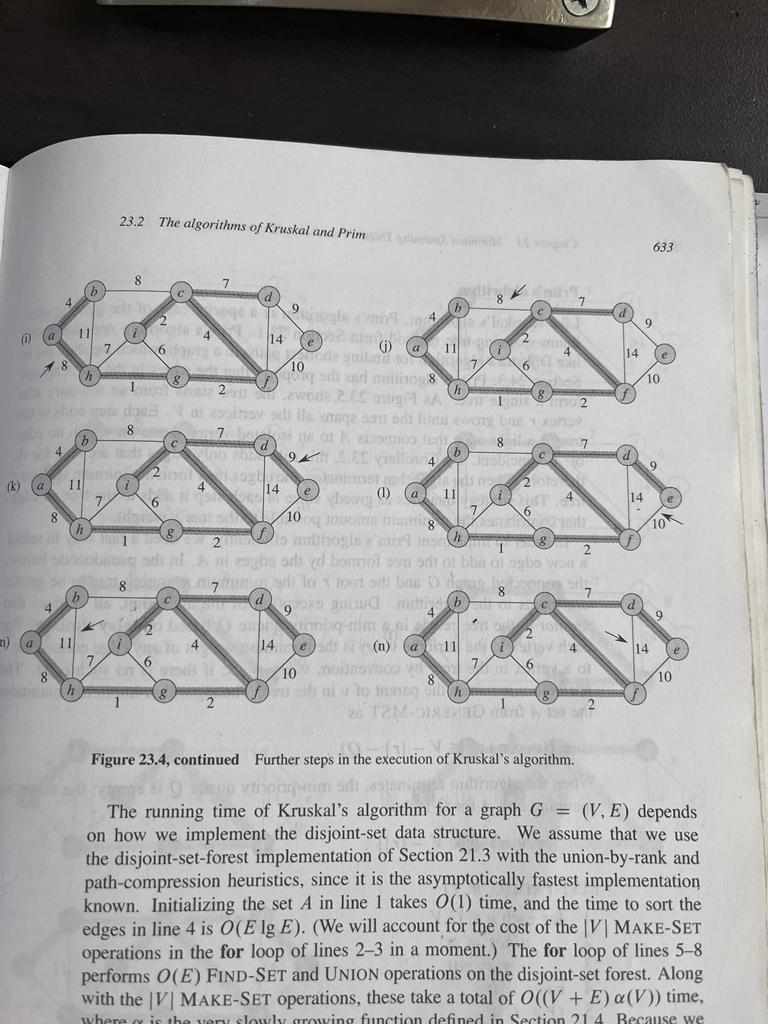 23.2 The algorithms of Kruskal and Prim
633
(i) a b c d e f g h i 4 8 7 9 11 2 4 14 7 6 8 10 1 2
(j) a b c d e f g h i 4 8 7 9 11 2 4 14 7 6 8 10 1 2
(k) a b c d e f g h i 4 8 7 9 11 2 4 14 7 6 8 10 1 2
(l) a b c d e f g h i 4 8 7 9 11 2 4 14 7 6 8 10 1 2
n) a b c d e f g h i 4 8 7 9 11 2 4 14 7 6 8 10 1 2
(n) a b c d e f g h i 4 8 7 9 11 2 4 14 7 6 8 10 1 2
Figure 23.4, continued Further steps in the execution of Kruskal's algorithm.
The running time of Kruskal's algorithm for a graph G = (V, E) depends
on how we implement the disjoint-set data structure. We assume that we use
the disjoint-set-forest implementation of Section 21.3 with the union-by-rank and
path-compression heuristics, since it is the asymptotically fastest implementation
known. Initializing the set A in line 1 takes O(1) time, and the time to sort the
edges in line 4 is O(E lg E). (We will account for the cost of the |V| MAKE-SET
operations in the for loop of lines 2–3 in a moment.) The for loop of lines 5–8
performs O(E) FIND-SET and UNION operations on the disjoint-set forest. Along
with the |V| MAKE-SET operations, these take a total of O((V + E) α(V)) time,
where α is the very slowly growing function defined in Section 21.4. Because we